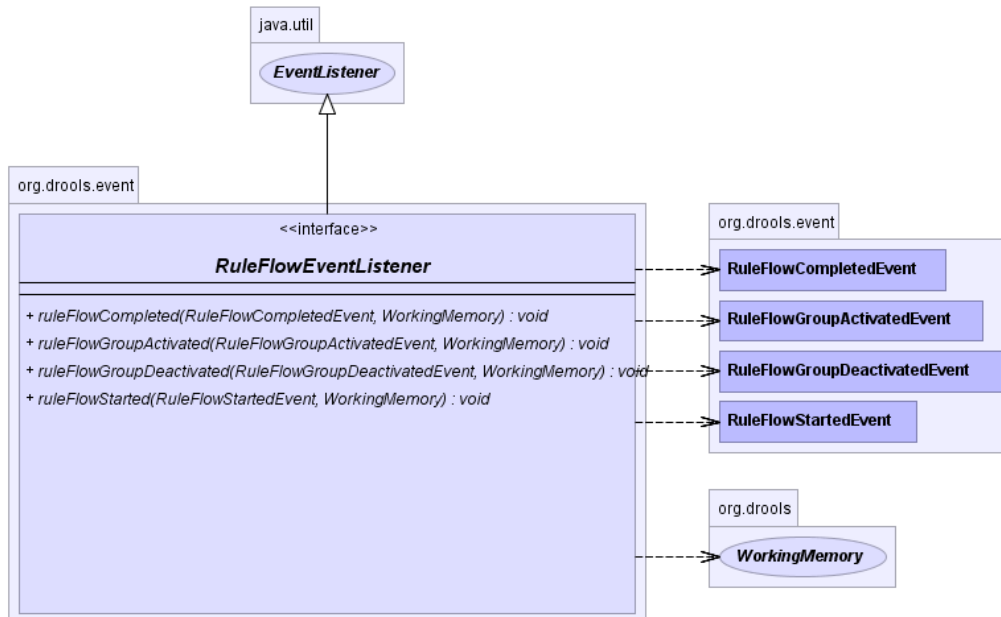 java.util
EventListener
org.drools.event
<<interface>>
RuleFlowEventListener
+ ruleFlowCompleted(RuleFlowCompletedEvent, WorkingMemory) : void
+ ruleFlowGroupActivated(RuleFlowGroupActivatedEvent, WorkingMemory) : void
+ ruleFlowGroupDeactivated(RuleFlowGroupDeactivatedEvent, WorkingMemory) : void
+ ruleFlowStarted(RuleFlowStartedEvent, WorkingMemory) : void
org.drools.event
RuleFlowCompletedEvent
RuleFlowGroupActivatedEvent
RuleFlowGroupDeactivatedEvent
RuleFlowStartedEvent
org.drools
WorkingMemory